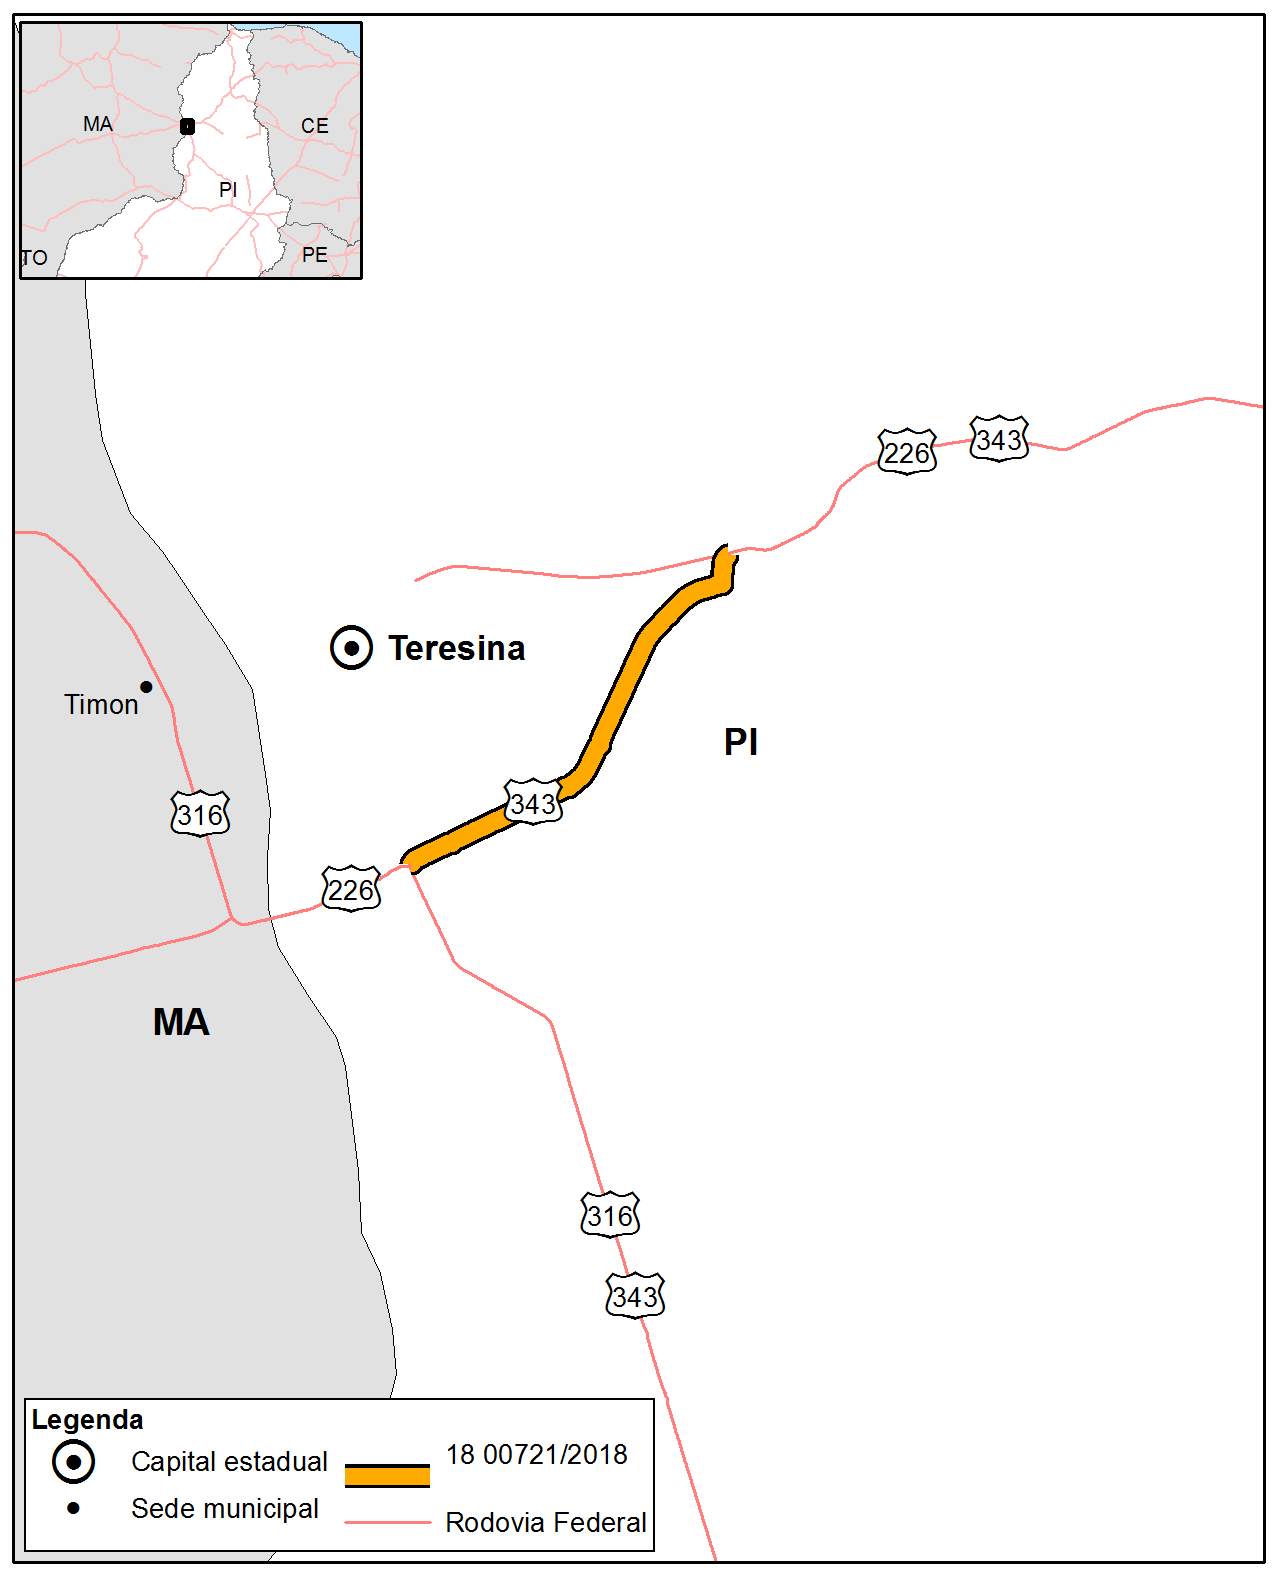 MA
CE
PI
TO
PE
226
343
Teresina
Timon
PI
343
316
226
MA
316
343
Legenda
Capital estadual
18 00721/2018
Sede municipal
Rodovia Federal